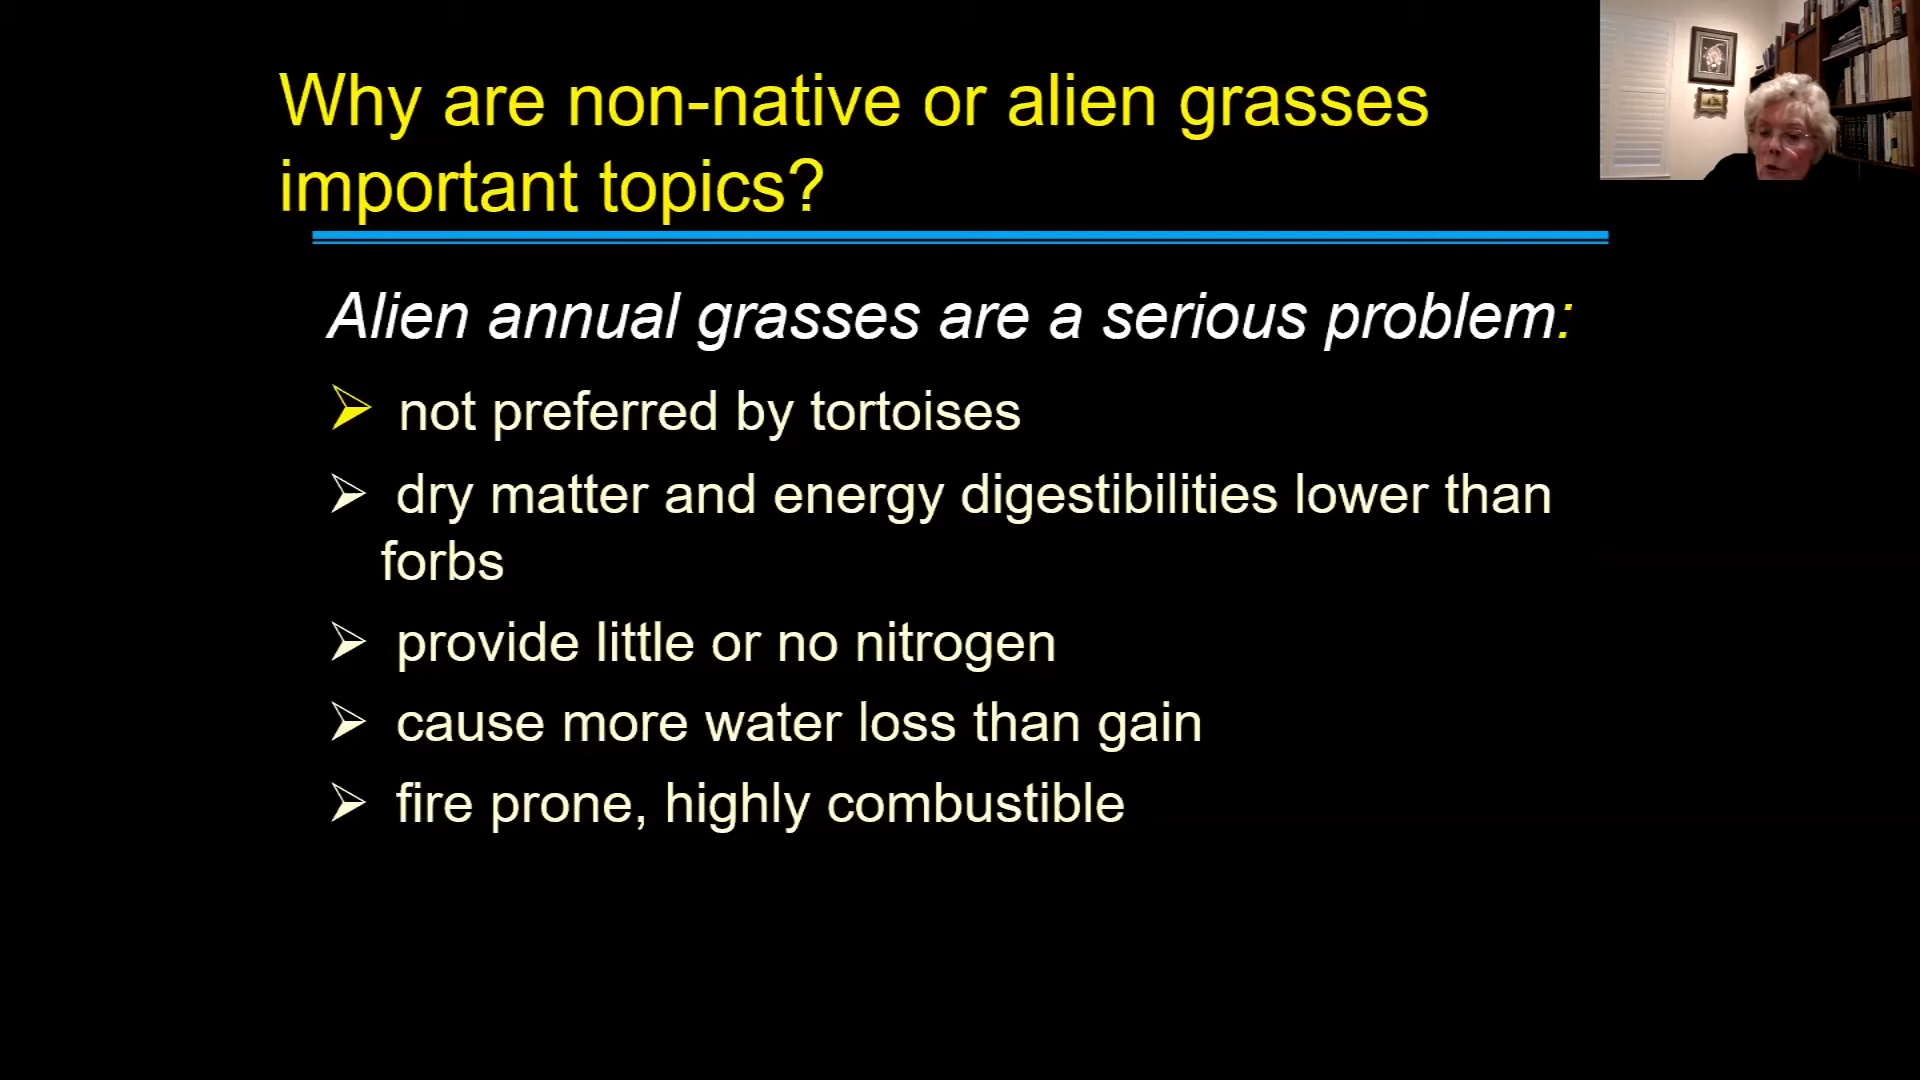 Why are non-native or alien grasses
important topics?
Alien annual grasses are a serious problem:
not preferred by tortoises
dry matter and energy digestibilities lower than
forbs
provide little or no nitrogen
cause more water loss than gain
fire prone, highly combustible